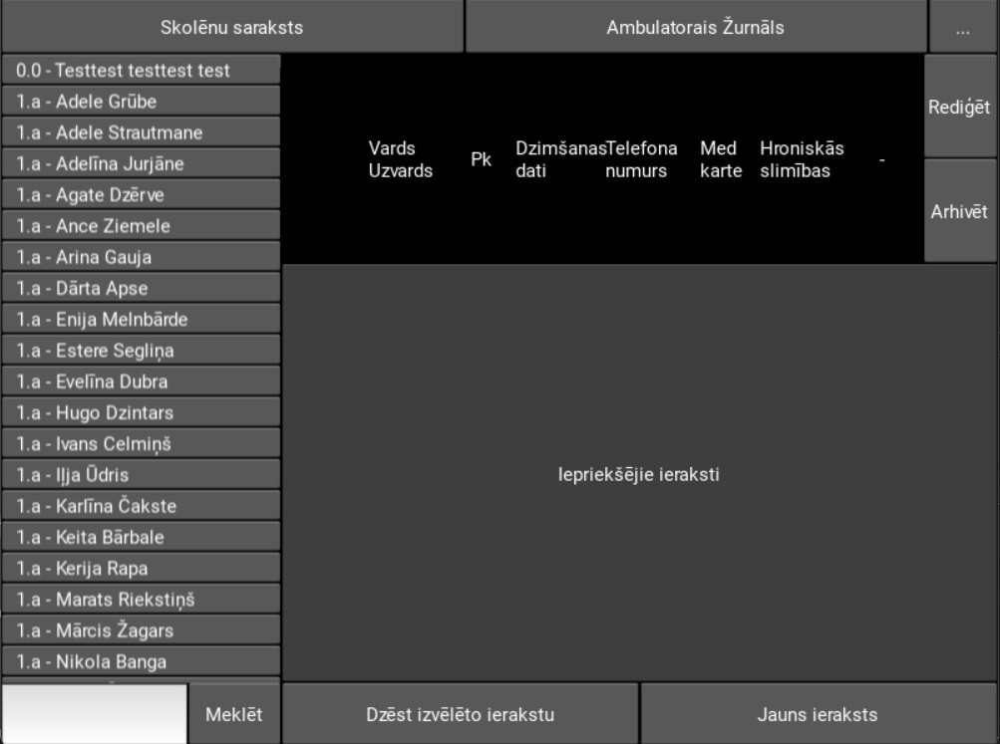 Skolēnu saraksts
Ambulatorais Žurnāls
...
0.0 - Testtest testtest test
1.a - Adele Grūbe
1.a - Adele Strautmane
1.a - Adelīna Jurjāne
1.a - Agate Dzērve
1.a - Ance Ziemele
1.a - Arina Gauja
1.a - Dārta Apse
1.a - Enija Melnbārde
1.a - Estere Segliņa
1.a - Evelīna Dubra
1.a - Hugo Dzintars
1.a - Ivans Celmiņš
1.a - Iļja Ūdris
1.a - Karlīna Čakste
1.a - Keita Bārbale
1.a - Kerija Rapa
1.a - Marats Riekstiņš
1.a - Mārcis Žagars
1.a - Nikola Banga
Meklēt
Vards
Uzvards
Pk
Dzimšanas
dati
Telefona
numurs
Med
karte
Hroniskās
slimības
-
Rediģēt
Arhivēt
Iepriekšējie ieraksti
Dzēst izvēlēto ierakstu
Jauns ieraksts